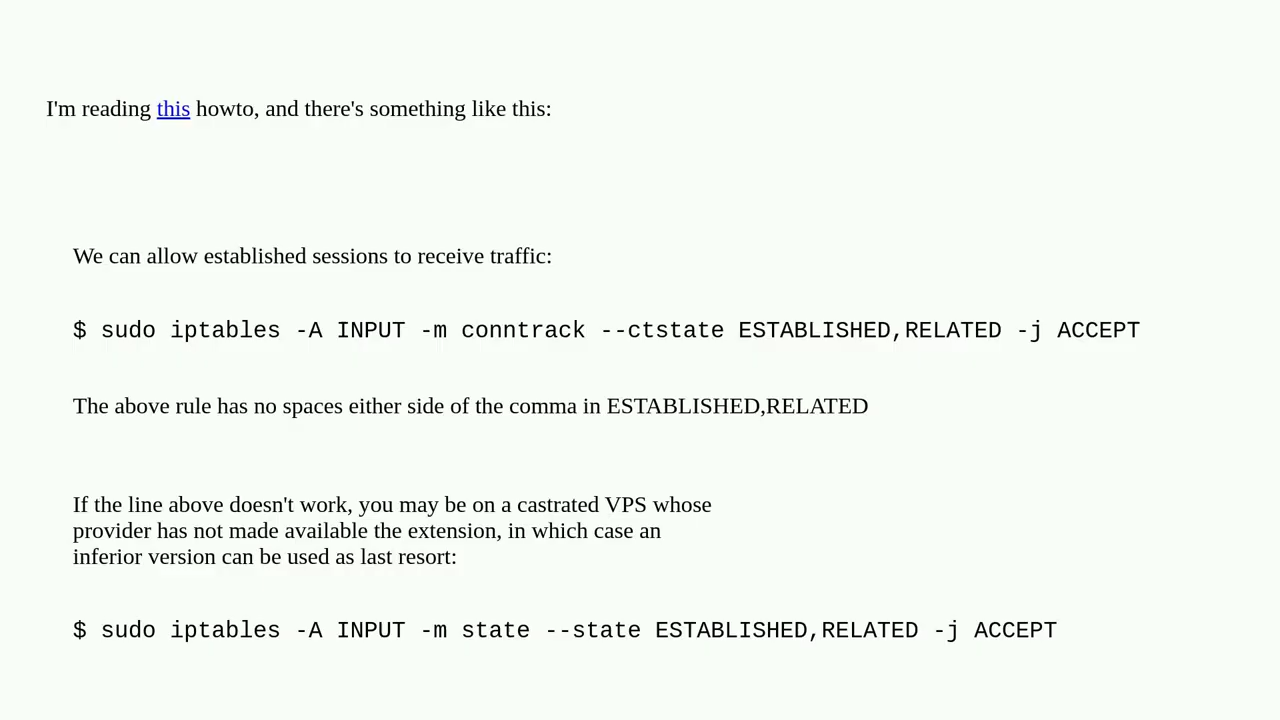 I'm reading this howto, and there's something like this:
We can allow established sessions to receive traffic:
$ sudo iptables -A INPUT -m conntrack --ctstate ESTABLISHED,RELATED -j ACCEPT
The above rule has no spaces either side of the comma in ESTABLISHED,RELATED
If the line above doesn't work, you may be on a castrated VPS whose
provider has not made available the extension, in which case an
inferior version can be used as last resort:
$ sudo iptables -A INPUT -m state --state ESTABLISHED,RELATED -j ACCEPT